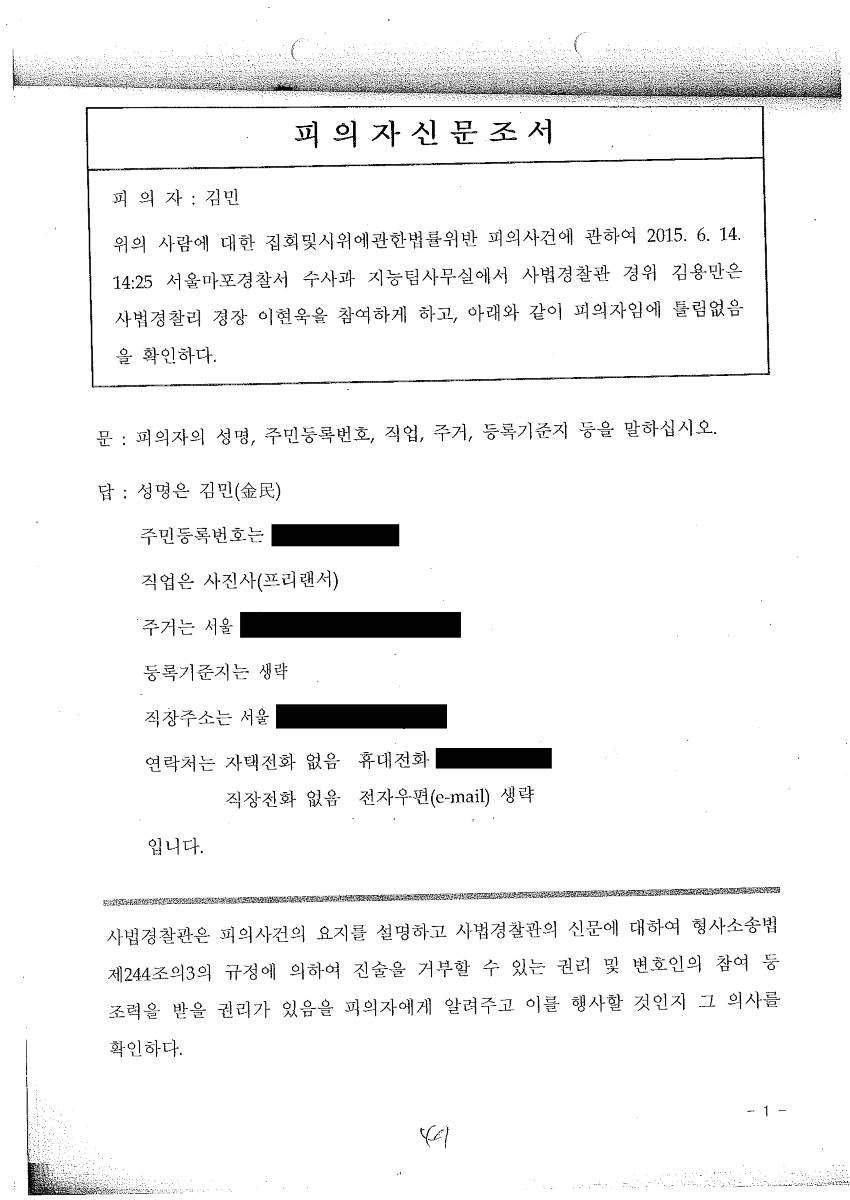 피의자신문조서
피 의 자 : 김민
위의 사람에 대한 집회및시위에관한법률위반 피의사건에 관하여 2015. 6. 14.
14:25 서울마포경찰서 수사과 지능팀사무실에서 사법경찰관 경위 김용만은
사법경찰리 경장 이현욱을 참여하게 하고, 아래와 같이 피의자임에 틀림없음
을 확인하다.
문 : 피의자의 성명, 주민등록번호, 직업, 주거, 등록기준지 등을 말하십시오.
답 : 성명은 김민(金民)
주민등록번호는
직업은 사진사(프리랜서)
주거는 서울
등록기준지는 생략
직장주소는 서울
연락처는 자택전화 없음 휴대전화
직장전화 없음 전자우편(e-mail) 생략
입니다.
사법경찰관은 피의사건의 요지를 설명하고 사법경찰관의 신문에 대하여 형사소송법
제244조의3의 규정에 의하여 진술을 거부할 수 있는 권리 및 변호인의 참여 등
조력을 받을 권리가 있음을 피의자에게 알려주고 이를 행사할 것인지 그 의사를
확인하다.
- 1 -